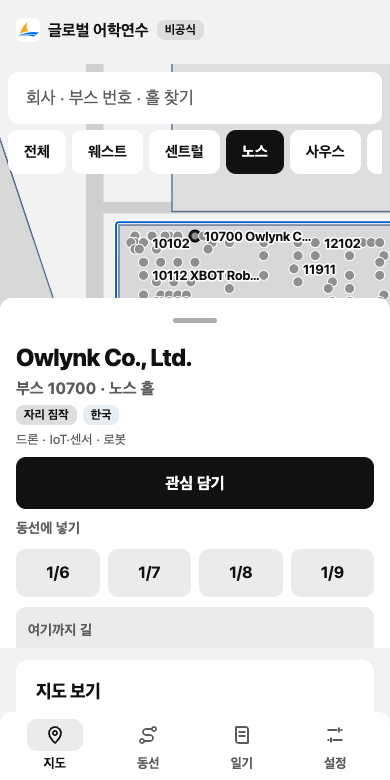 글로벌 어학연수 비공식
회사 · 부스 번호 · 홀 찾기
전체 웨스트 센트럴 노스 사우스
10102 10700 Owlynk C... 12102
10112 XBOT Rob... 11911
Owlynk Co., Ltd.
부스 10700 · 노스 홀
자리 짐작 한국
드론 · IoT·센서 · 로봇
관심 담기
동선에 넣기
1/6 1/7 1/8 1/9
여기까지 길
지도 보기
지도 동선 일기 설정